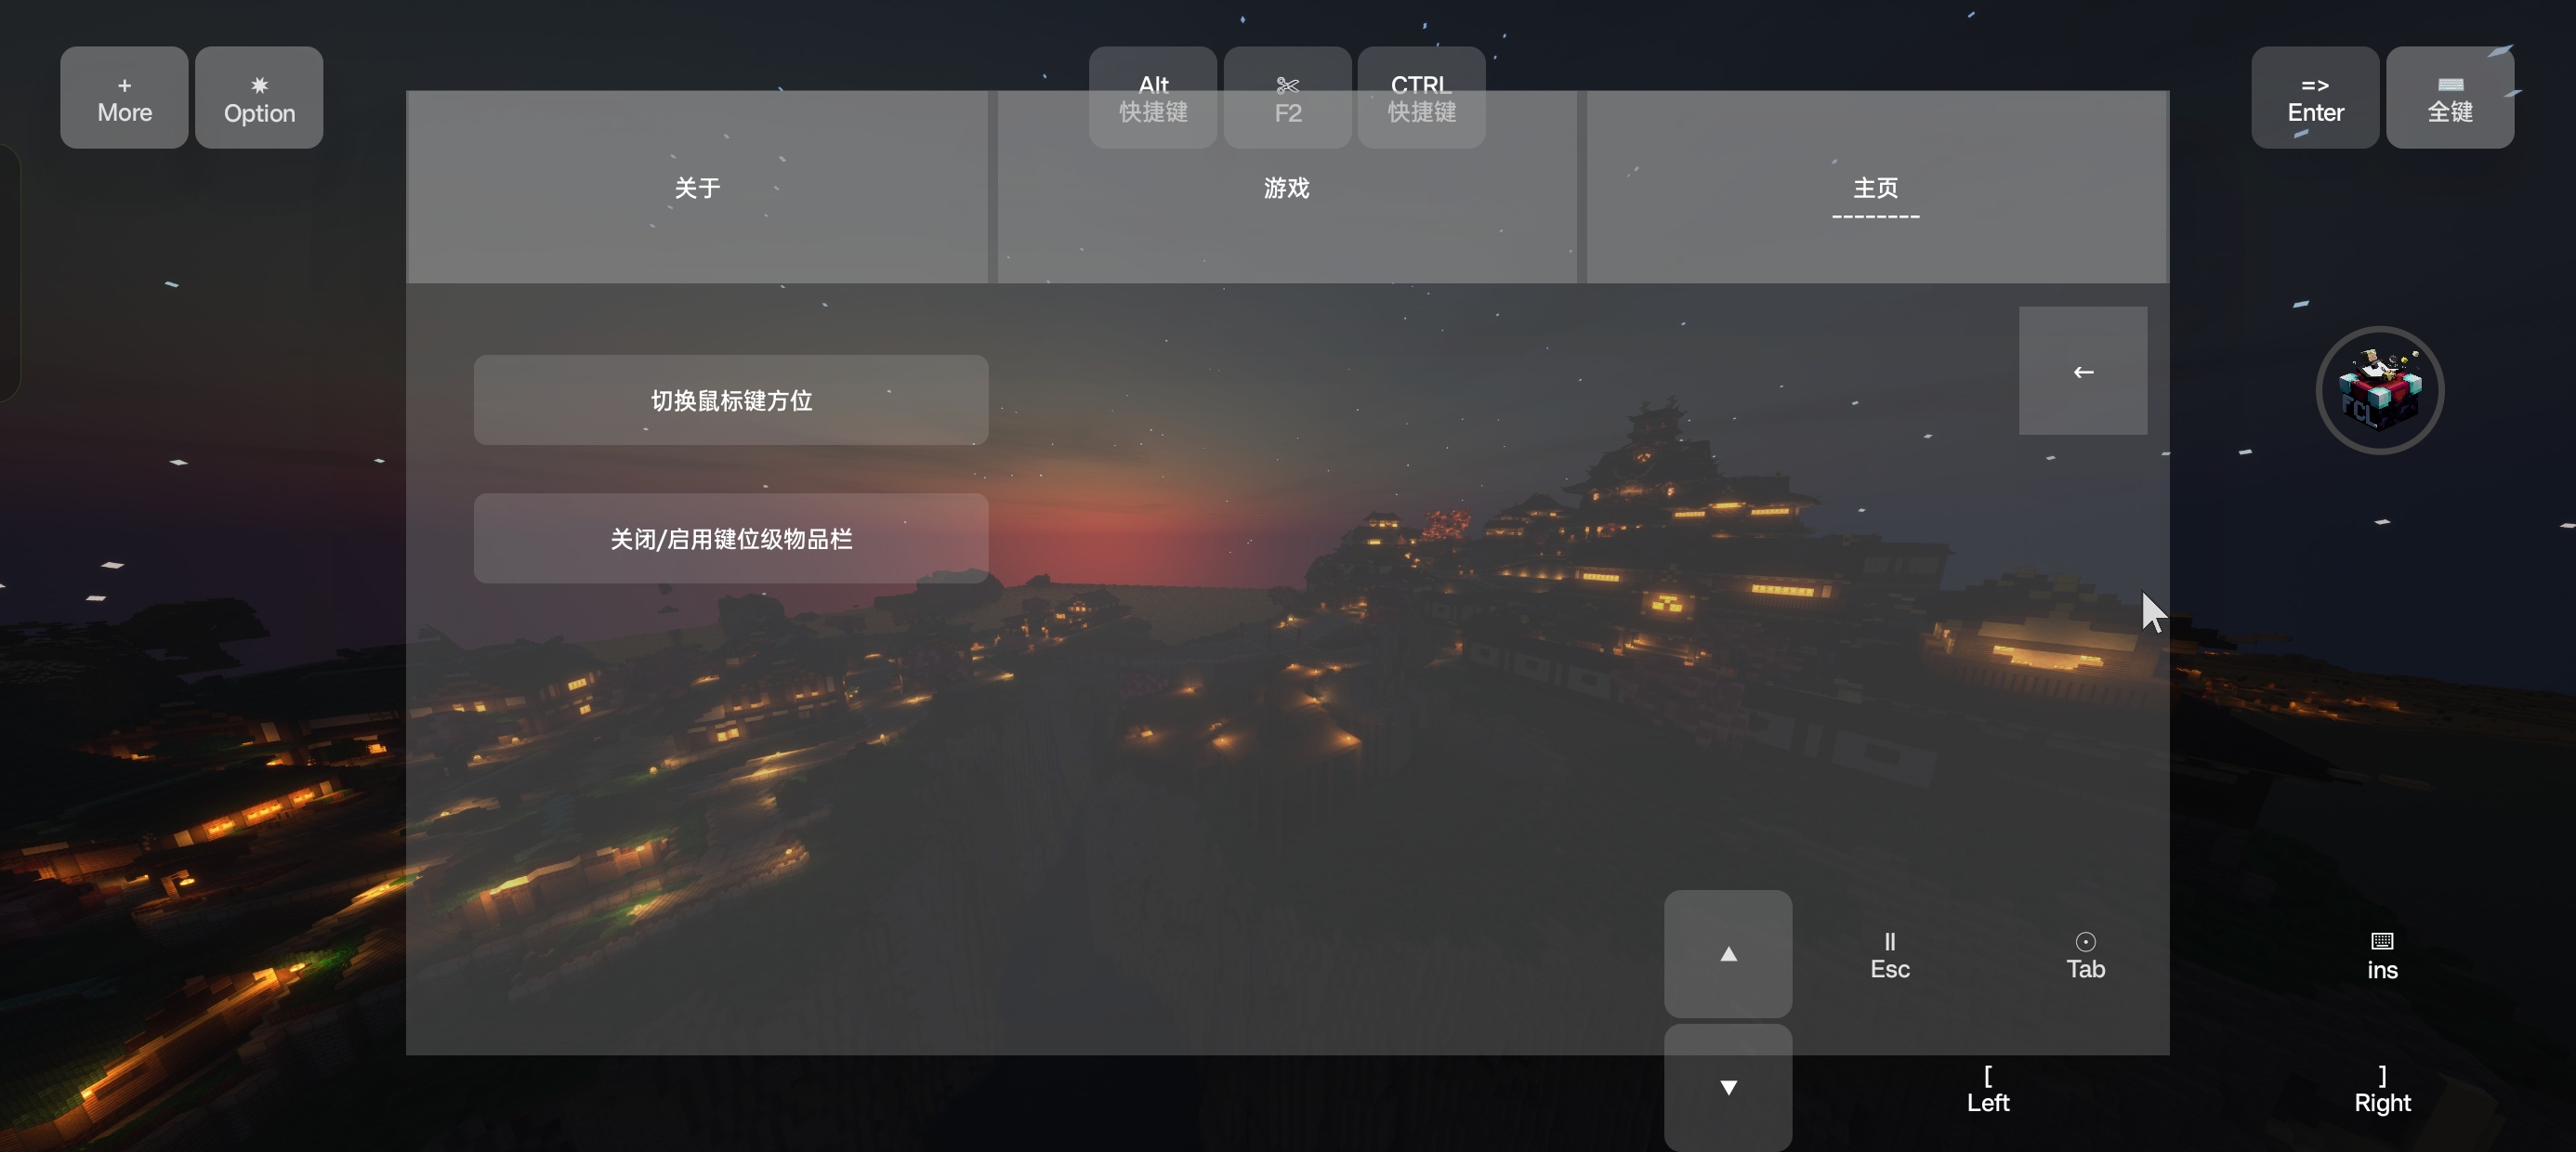 +
More
✷
Option
Alt
快捷键
✂
F2
CTRL
快捷键
=>
Enter
⌨
全键
关于
游戏
主页
--------
←
切换鼠标键方位
关闭/启用键位级物品栏
FCL
▲
II
Esc
⊙
Tab
⌨
ins
▼
[
Left
]
Right